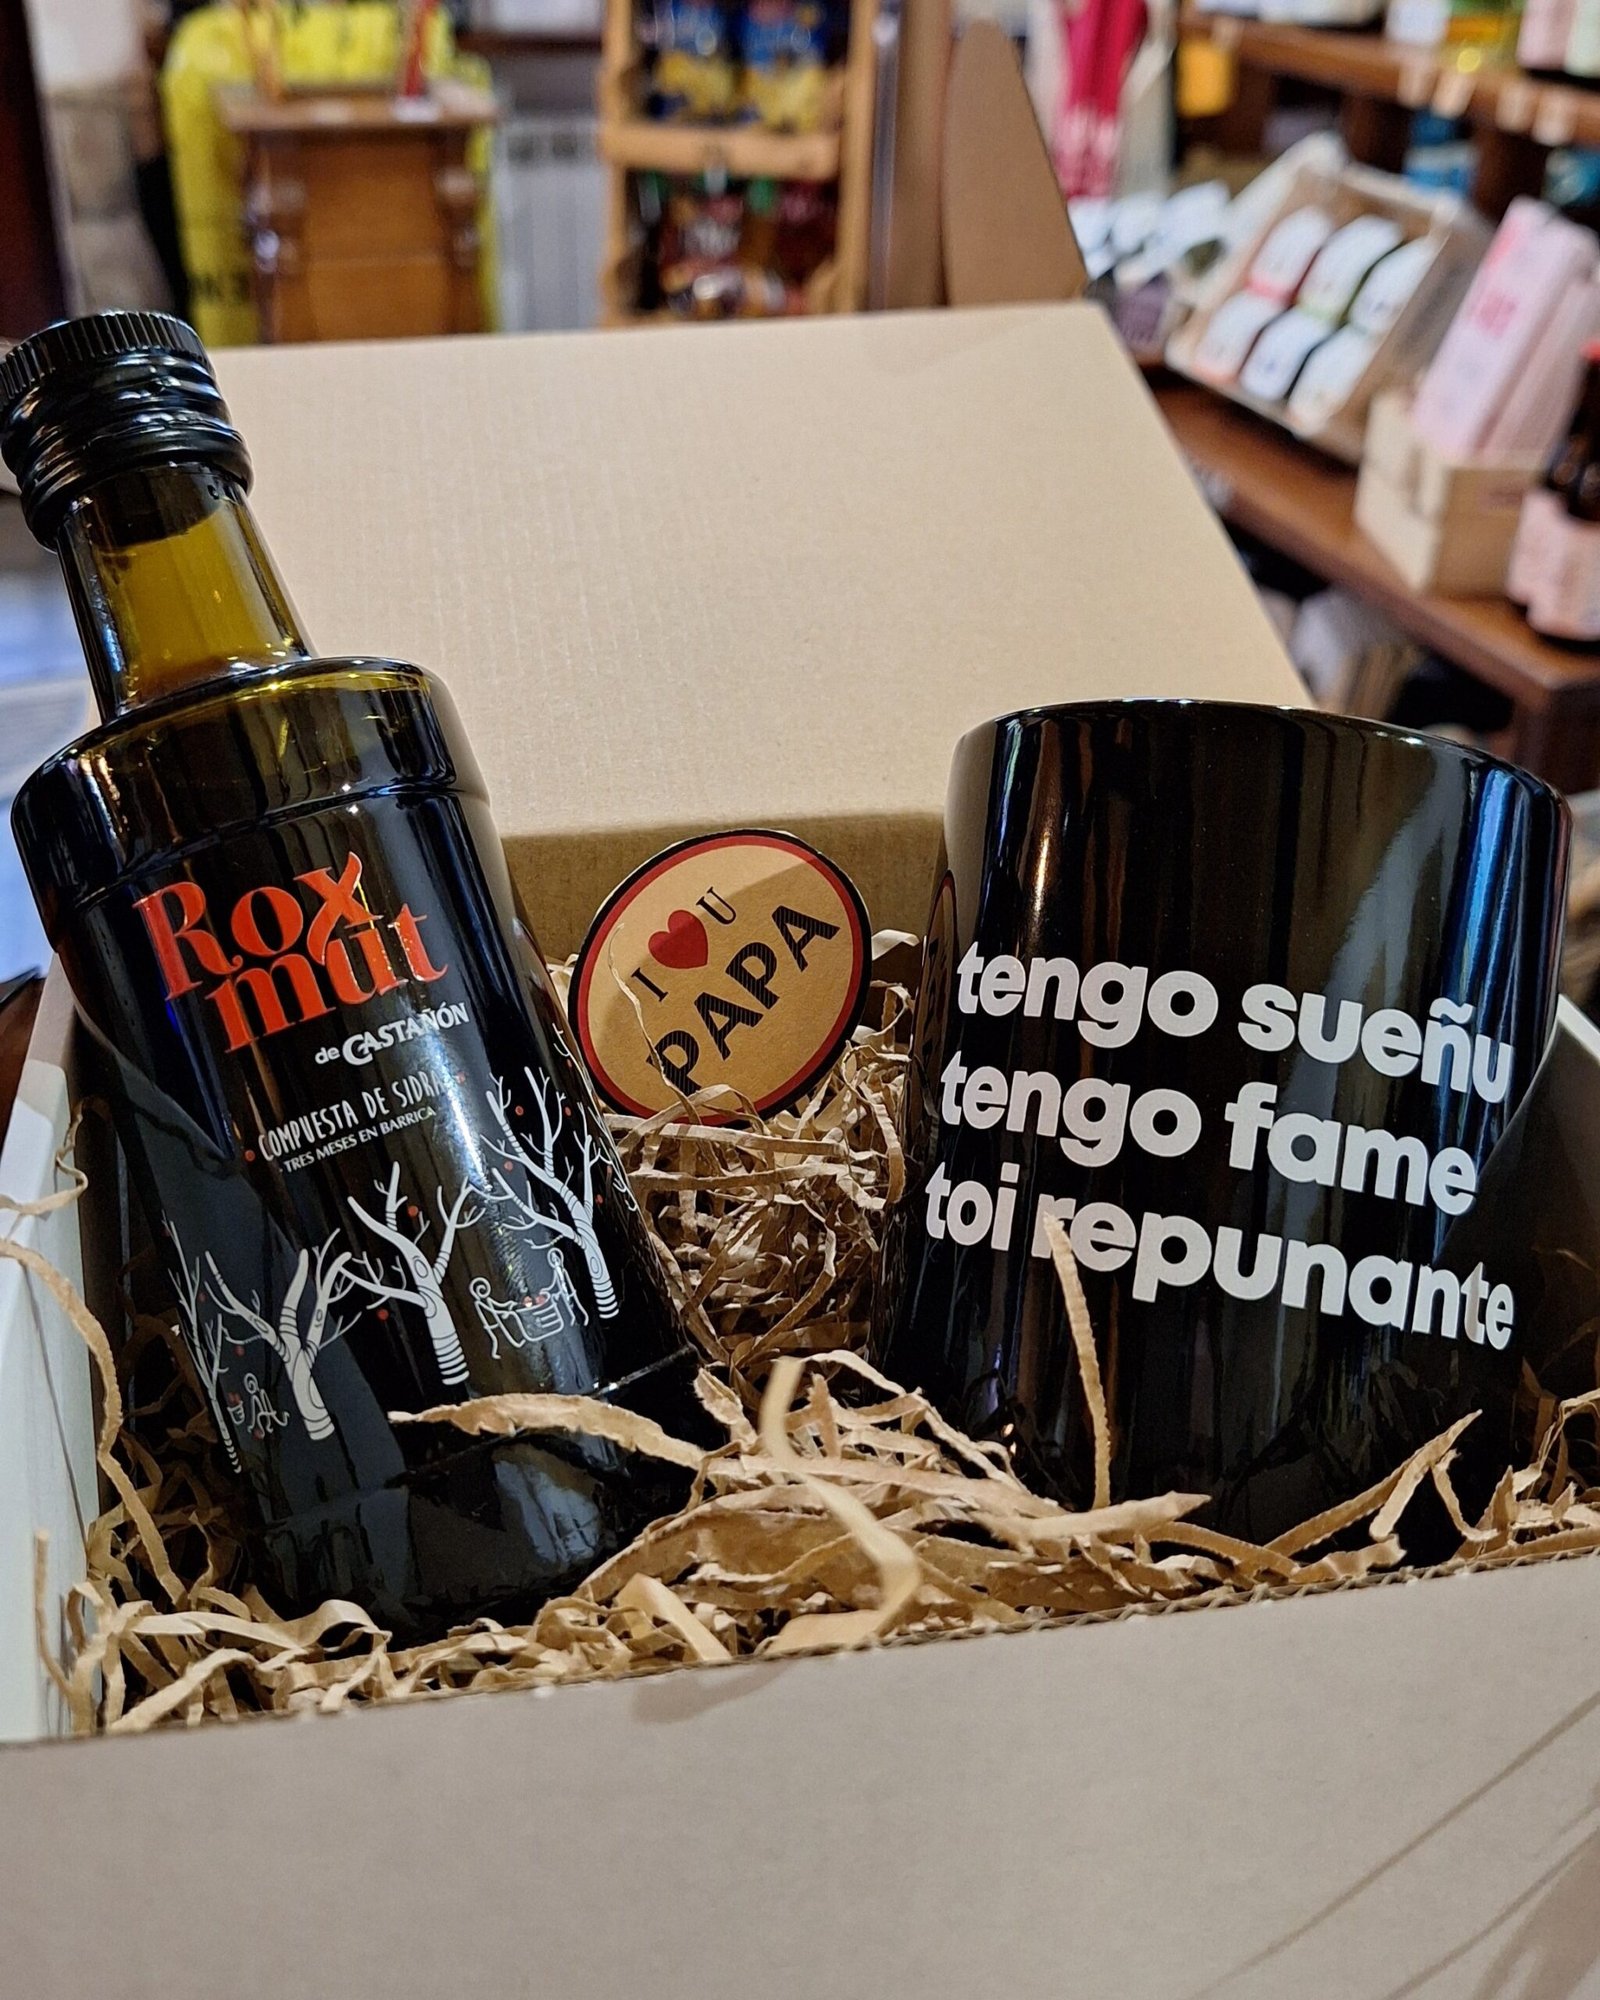 Rox
mut
de CASTAÑÓN
COMPUESTA DE SIDRA
TRES MESES EN BARRICA
I U
PAPA
tengo sueñu
tengo fame
toi repunante